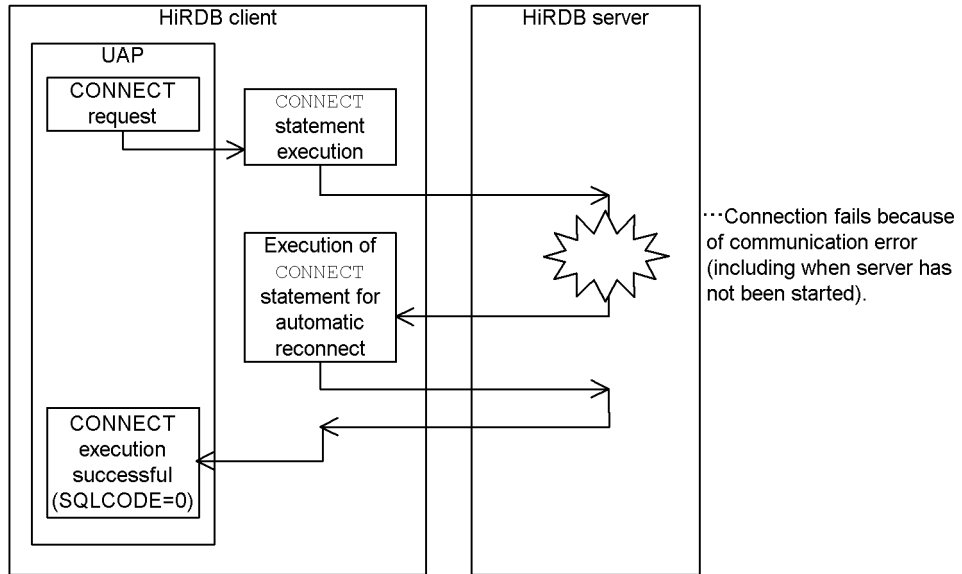 HiRDB client
HiRDB server
UAP
CONNECT
request
CONNECT
statement
execution
···Connection fails because
of communication error
(including when server has
not been started).
Execution of
CONNECT
statement for
automatic
reconnect
CONNECT
execution
successful
(SQLCODE=0)